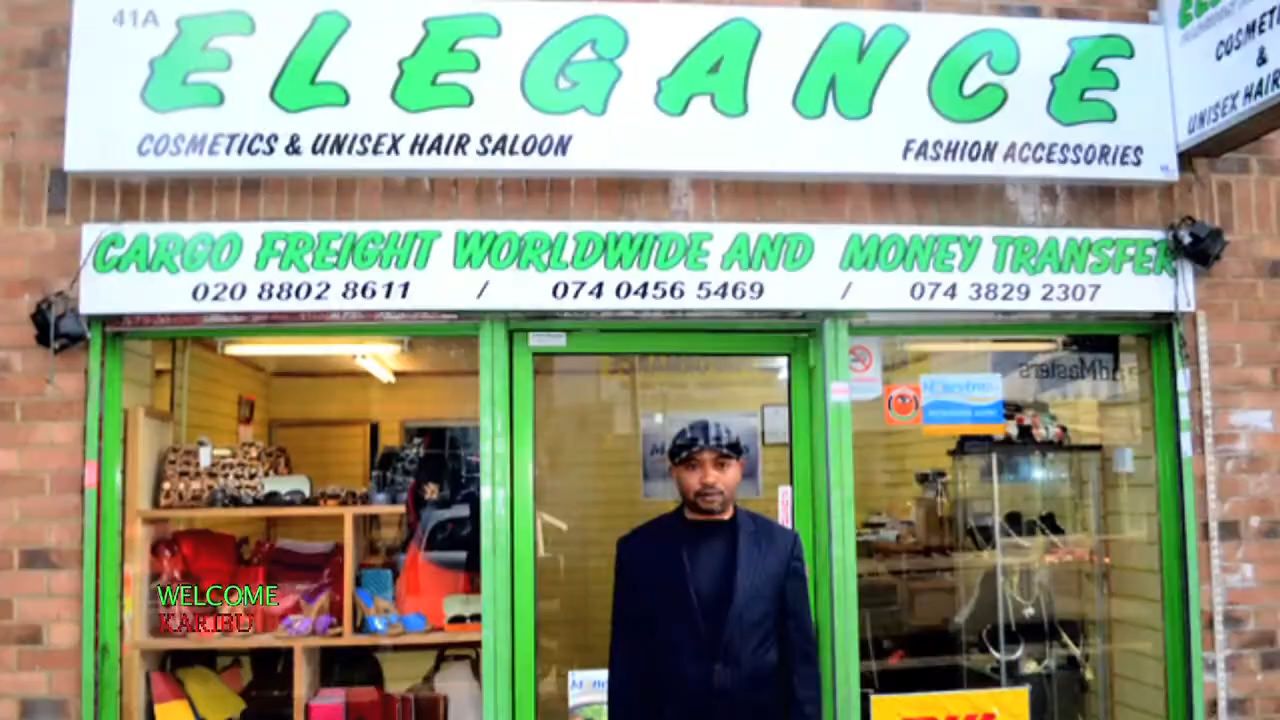 41A
ELEGANCE
COSMETICS & UNISEX HAIR SALOON
FASHION ACCESSORIES
COSMET
&
UNISEX HAIR
CARGO FREIGHT WORLDWIDE AND MONEY TRANSFER
020 8802 8611 / 074 0456 5469 / 074 3829 2307
WELCOME
KARIBU